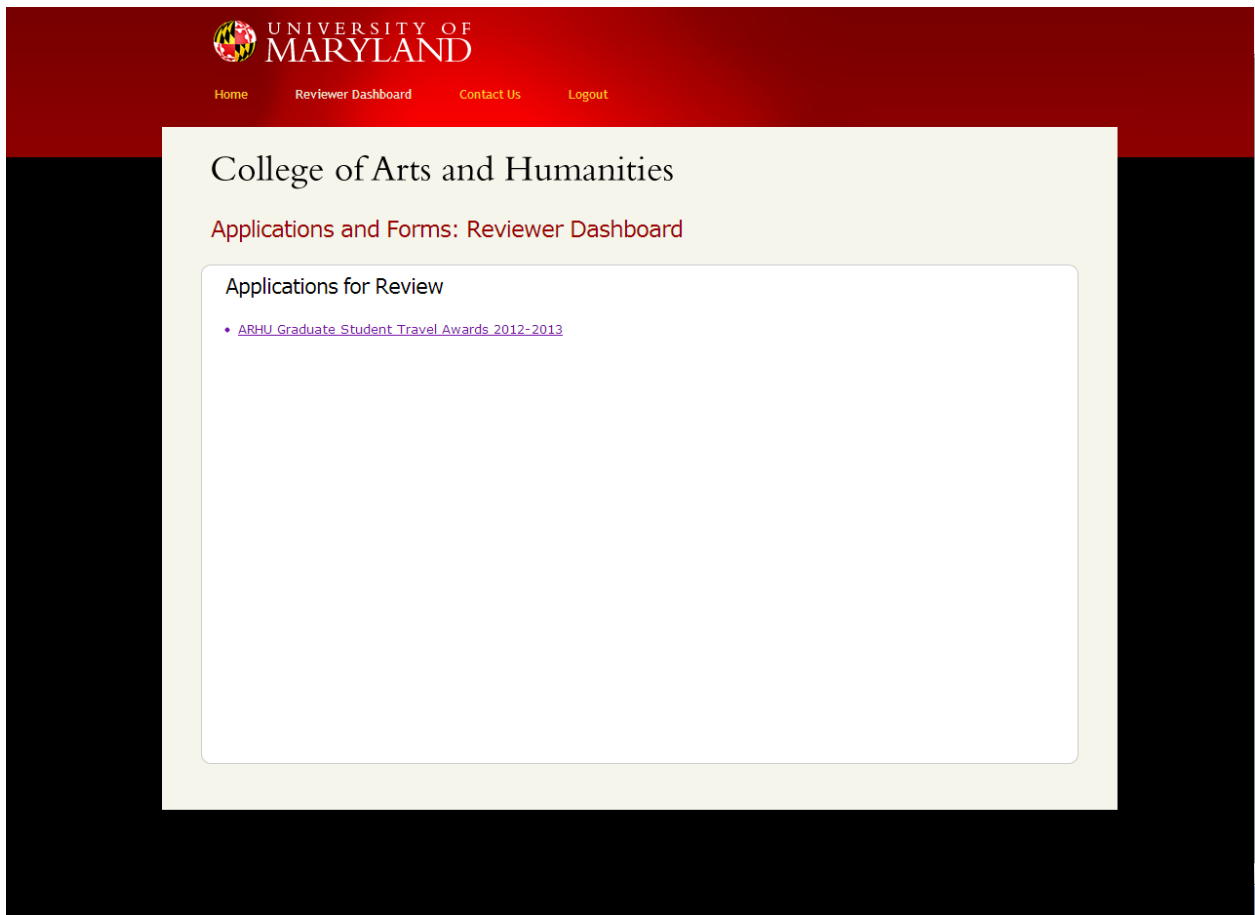 UNIVERSITY OF
MARYLAND
Home Reviewer Dashboard Contact Us Logout
College of Arts and Humanities
Applications and Forms: Reviewer Dashboard
Applications for Review
• ARHU Graduate Student Travel Awards 2012-2013